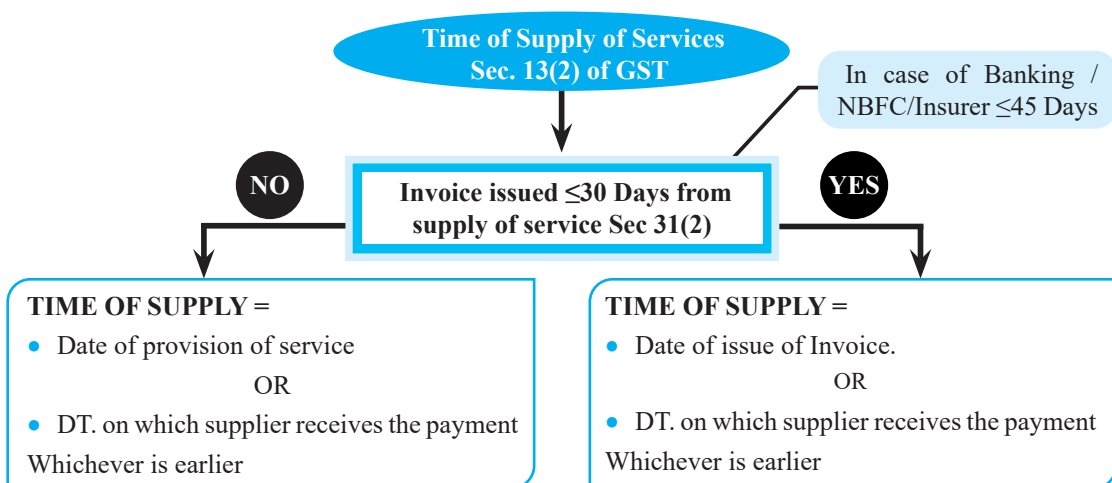 Time of Supply of Services
Sec. 13(2) of GST
In case of Banking /
NBFC/Insurer ≤45 Days
NO
Invoice issued ≤30 Days from
supply of service Sec 31(2)
YES
TIME OF SUPPLY =
• Date of provision of service
OR
• DT. on which supplier receives the payment
Whichever is earlier
TIME OF SUPPLY =
• Date of issue of Invoice.
OR
• DT. on which supplier receives the payment
Whichever is earlier